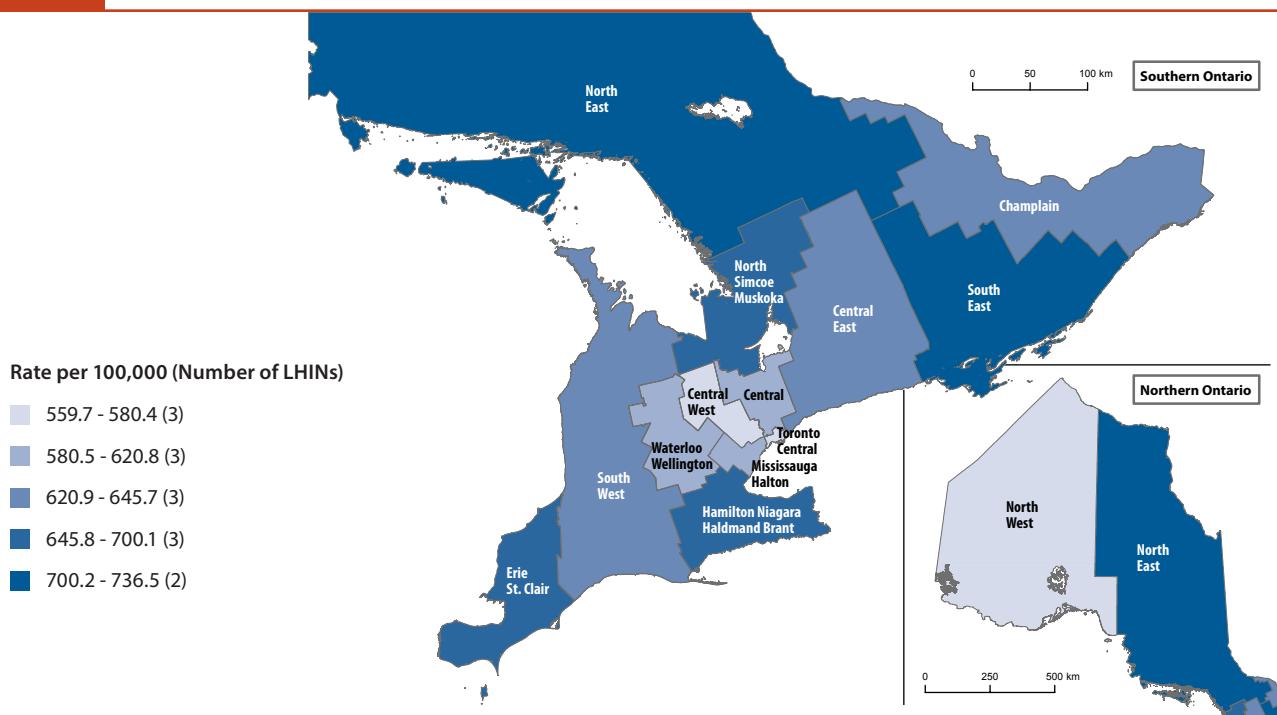 0 50 100 km
Southern Ontario
North
East
Champlain
North
Simcoe
Muskoka
South
East
Central
East
Rate per 100,000 (Number of LHINs)
559.7 - 580.4 (3)
580.5 - 620.8 (3)
620.9 - 645.7 (3)
645.8 - 700.1 (3)
700.2 - 736.5 (2)
Central
West
Central
Toronto
Central
Waterloo
Wellington
Mississauga
Halton
South
West
Hamilton Niagara
Haldmand Brant
Erie
St. Clair
Northern Ontario
North
West
North
East
0 250 500 km